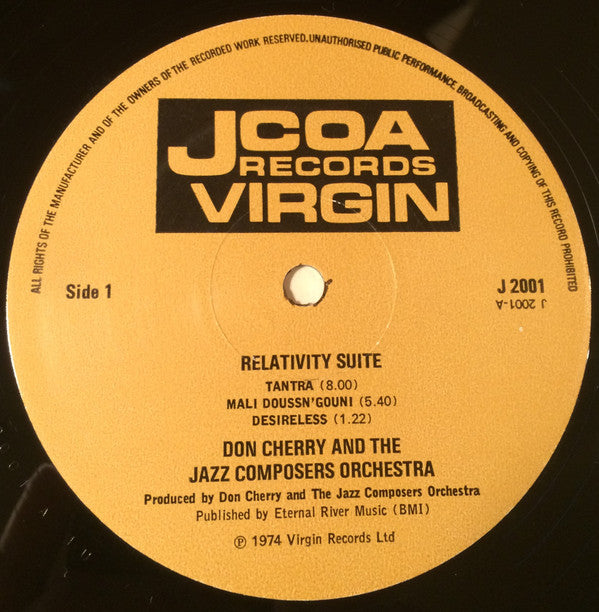 ALL RIGHTS OF THE MANUFACTURER AND OF THE OWNERS OF THE RECORDED WORK RESERVED.UNAUTHORISED PUBLIC PERFORMANCE BROADCASTING AND COPYING OF THIS RECORD PROHIBITED
JCOA
RECORDS
VIRGIN
Side 1
J 2001
J 2001-A
RELATIVITY SUITE
TANTRA (8.00)
MALI DOUSSN'GOUNI (5.40)
DESIRELESS (1.22)
DON CHERRY AND THE
JAZZ COMPOSERS ORCHESTRA
Produced by Don Cherry and The Jazz Composers Orchestra
Published by Eternal River Music (BMI)
℗ 1974 Virgin Records Ltd